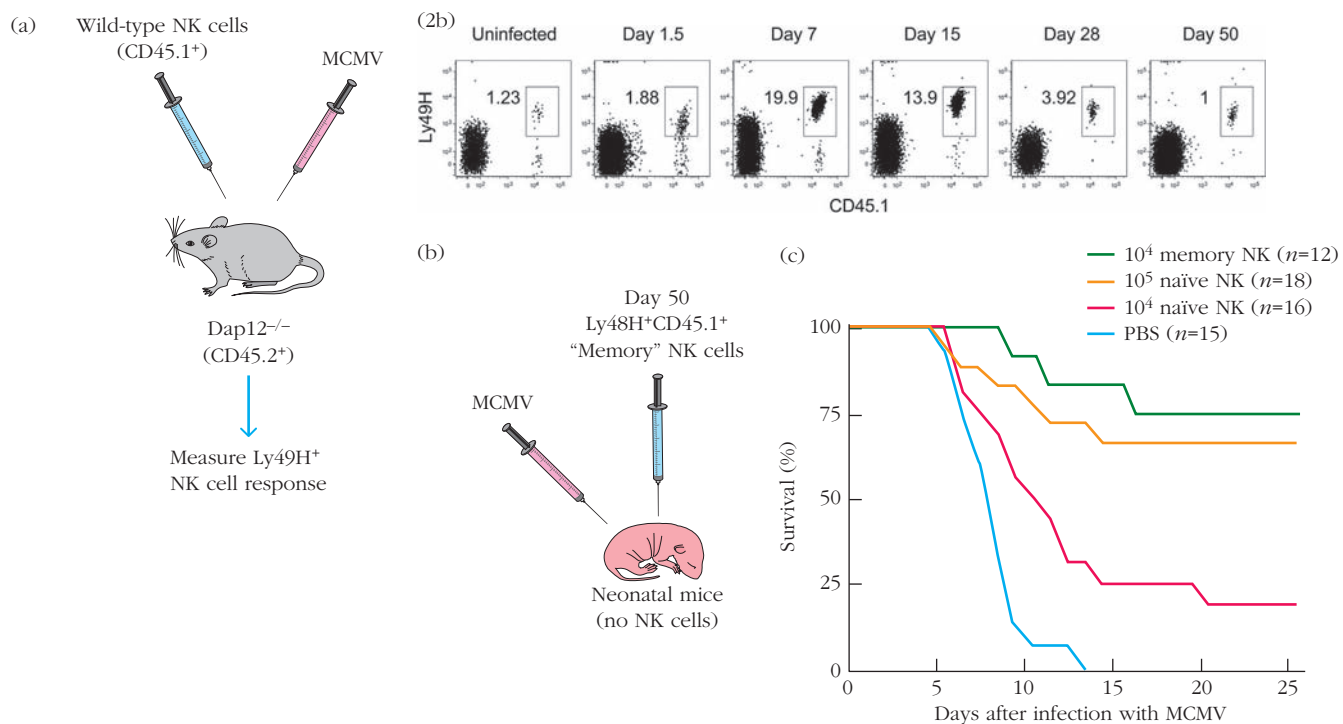 (a)
Wild-type NK cells
(CD45.1⁺)
MCMV
Dap12⁻/⁻
(CD45.2⁺)
Measure Ly49H⁺
NK cell response
(2b)
Uninfected
Day 1.5
Day 7
Day 15
Day 28
Day 50
1.23
1.88
19.9
13.9
3.92
1
Ly49H
CD45.1
(b)
Day 50
Ly48H⁺CD45.1⁺
“Memory” NK cells
MCMV
Neonatal mice
(no NK cells)
(c)
10⁴ memory NK (n=12)
10⁵ naïve NK (n=18)
10⁴ naïve NK (n=16)
PBS (n=15)
100
75
50
25
0
Survival (%)
0 5 10 15 20 25
Days after infection with MCMV